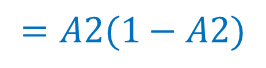 = A2(1 − A2)